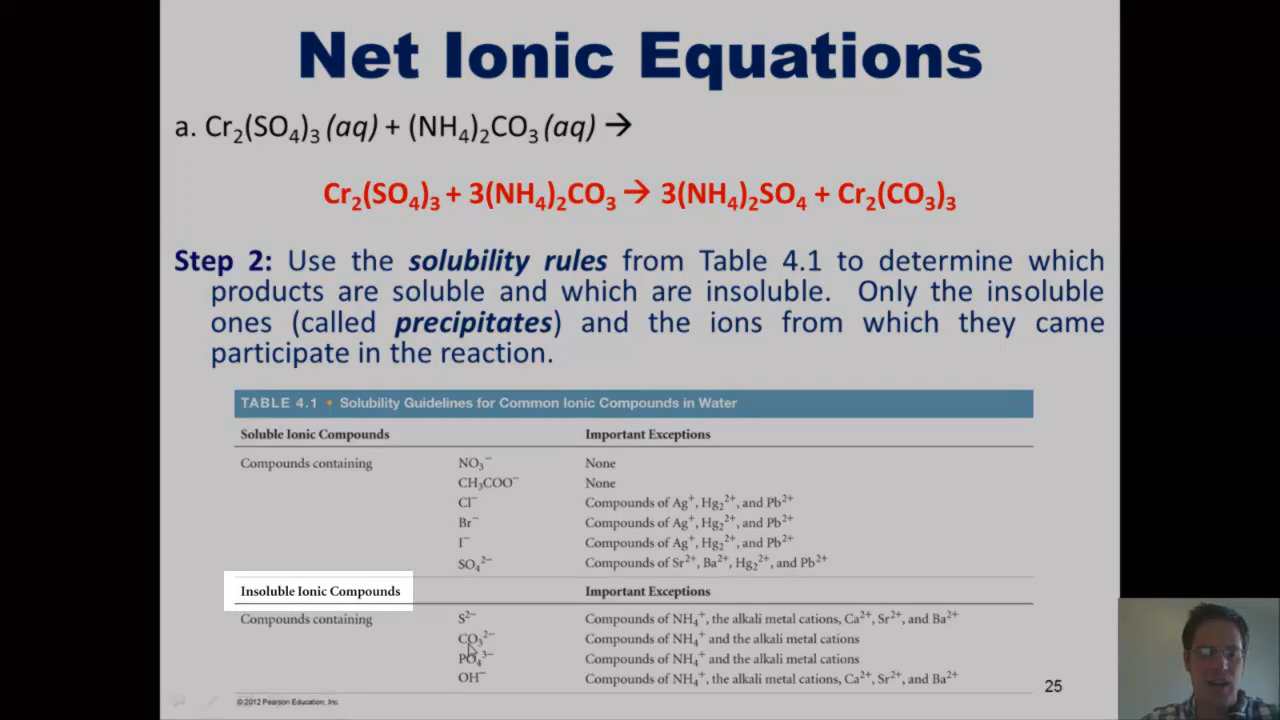 Net Ionic Equations
a. Cr₂(SO₄)₃ (aq) + (NH₄)₂CO₃ (aq) →
Cr₂(SO₄)₃ + 3(NH₄)₂CO₃ → 3(NH₄)₂SO₄ + Cr₂(CO₃)₃
Step 2: Use the solubility rules from Table 4.1 to determine which
products are soluble and which are insoluble. Only the insoluble
ones (called precipitates) and the ions from which they came
participate in the reaction.
TABLE 4.1 • Solubility Guidelines for Common Ionic Compounds in Water
Soluble Ionic Compounds Important Exceptions
Compounds containing NO₃⁻ None
CH₃COO⁻ None
Cl⁻ Compounds of Ag⁺, Hg₂²⁺, and Pb²⁺
Br⁻ Compounds of Ag⁺, Hg₂²⁺, and Pb²⁺
I⁻ Compounds of Ag⁺, Hg₂²⁺, and Pb²⁺
SO₄²⁻ Compounds of Sr²⁺, Ba²⁺, Hg₂²⁺, and Pb²⁺
Insoluble Ionic Compounds Important Exceptions
Compounds containing S²⁻ Compounds of NH₄⁺, the alkali metal cations, Ca²⁺, Sr²⁺, and Ba²⁺
CO₃²⁻ Compounds of NH₄⁺ and the alkali metal cations
PO₄³⁻ Compounds of NH₄⁺ and the alkali metal cations
OH⁻ Compounds of NH₄⁺, the alkali metal cations, Ca²⁺, Sr²⁺, and Ba²⁺
25
© 2012 Pearson Education, Inc.